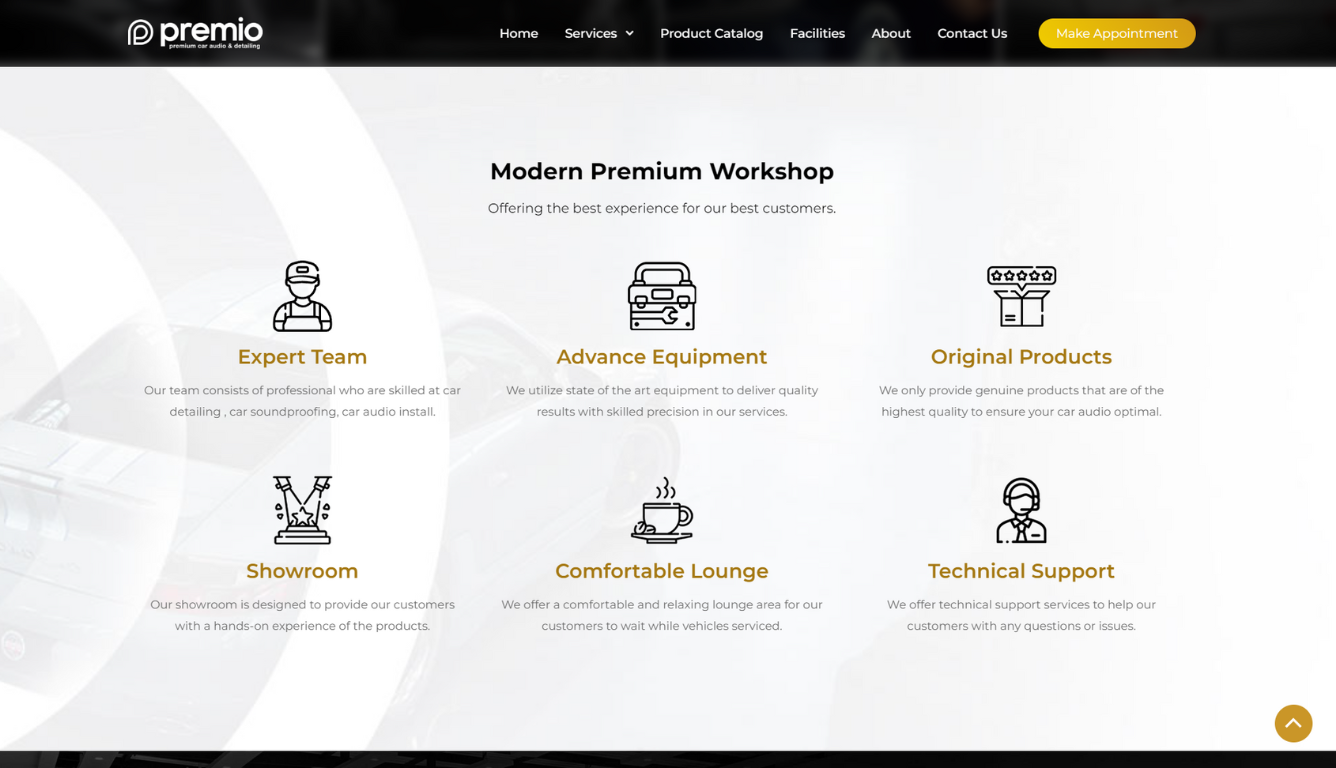 premio
premium car audio & detailing
Home Services Product Catalog Facilities About Contact Us Make Appointment
Modern Premium Workshop
Offering the best experience for our best customers.
Expert Team
Our team consists of professional who are skilled at car
detailing , car soundproofing, car audio install.
Advance Equipment
We utilize state of the art equipment to deliver quality
results with skilled precision in our services.
Original Products
We only provide genuine products that are of the
highest quality to ensure your car audio optimal.
Showroom
Our showroom is designed to provide our customers
with a hands-on experience of the products.
Comfortable Lounge
We offer a comfortable and relaxing lounge area for our
customers to wait while vehicles serviced.
Technical Support
We offer technical support services to help our
customers with any questions or issues.